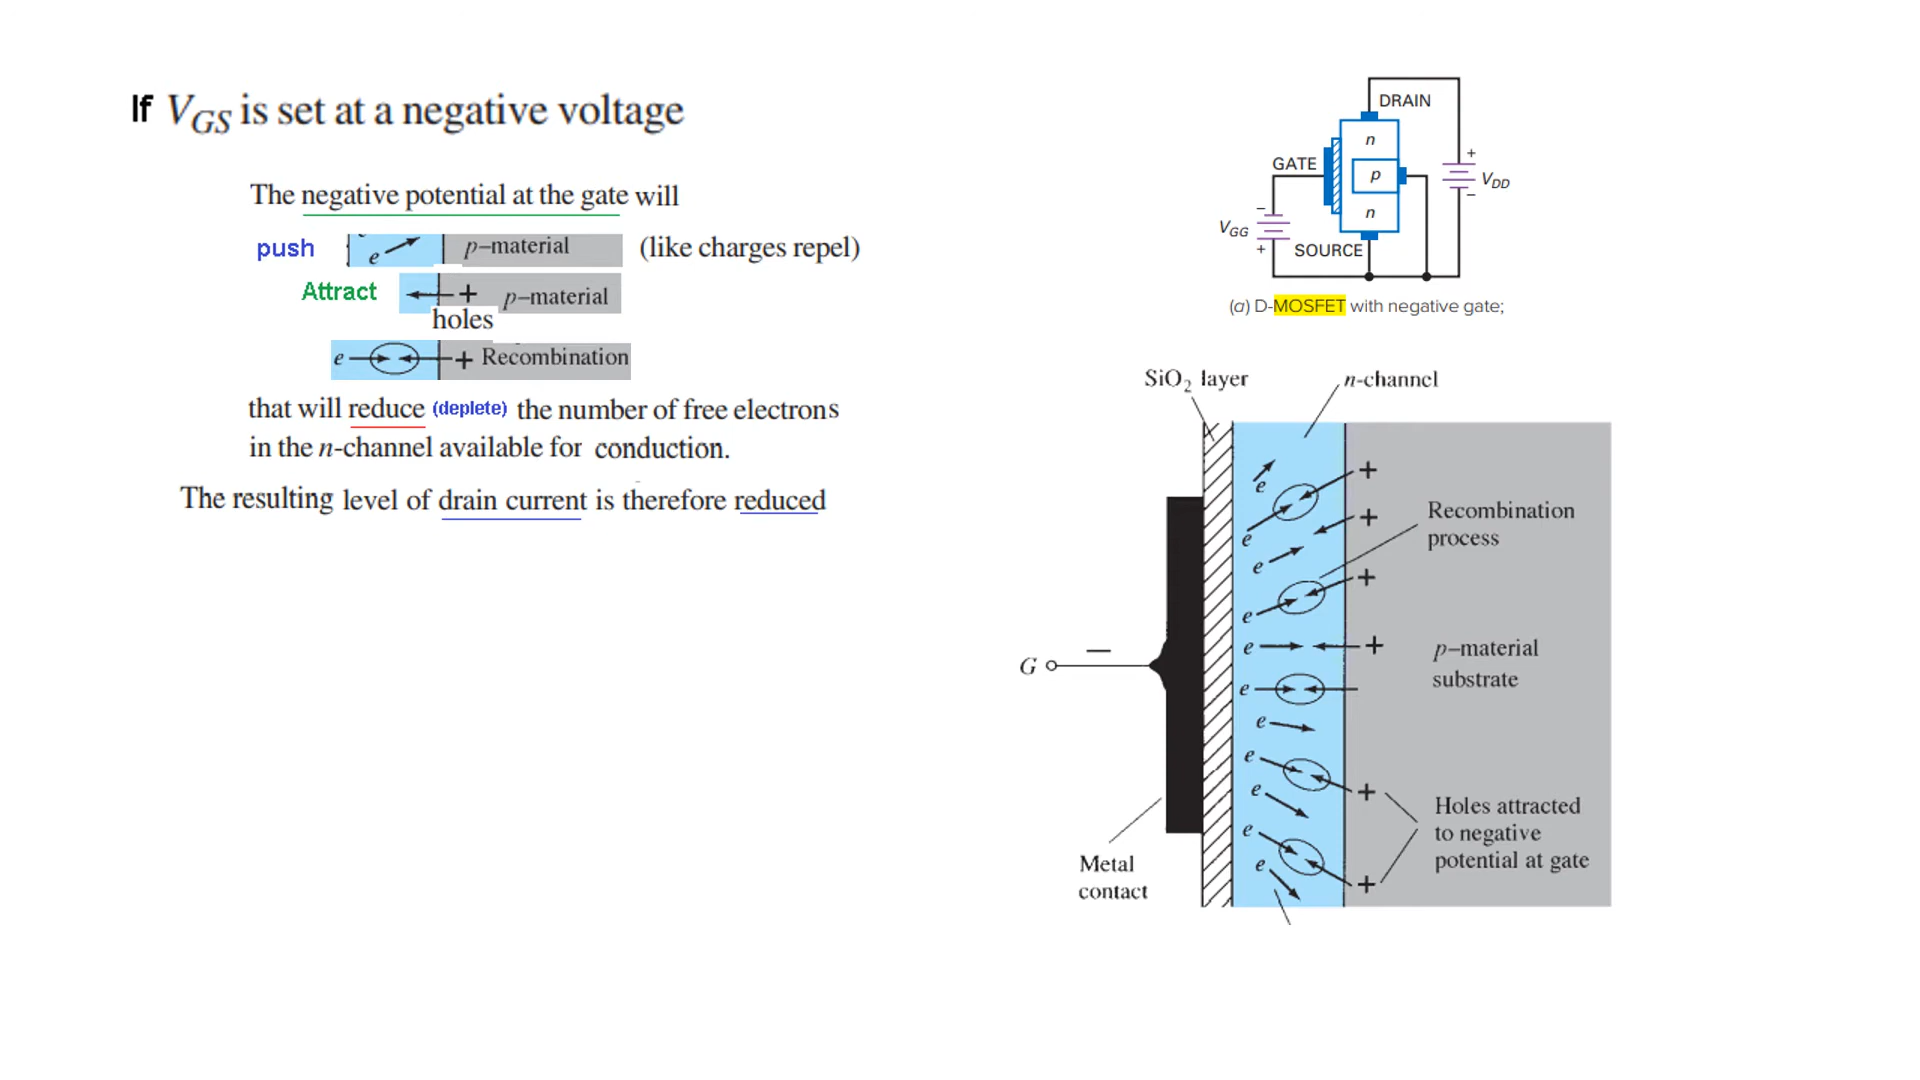 If V_GS is set at a negative voltage
The negative potential at the gate will
push e p–material (like charges repel)
Attract + p–material
holes
e + Recombination
that will reduce (deplete) the number of free electrons
in the n-channel available for conduction.
The resulting level of drain current is therefore reduced
DRAIN
n
GATE
p
+
V_DD
–
n
–
V_GG
+
SOURCE
(a) D-MOSFET with negative gate;
SiO₂ layer
n-channel
e
+
e
+
e
Recombination
process
+
e
e
+
p–material
substrate
G
–
e
e
e
e
+
Holes attracted
to negative
potential at gate
e
e
+
Metal
contact